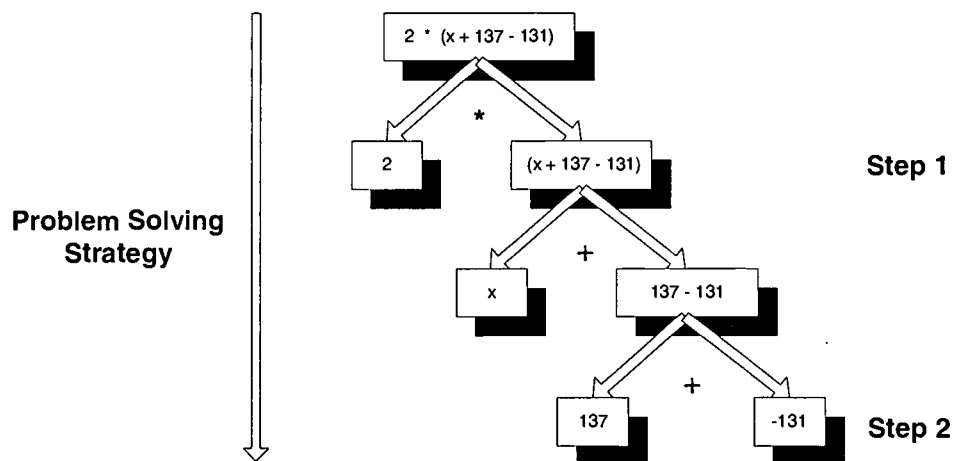 2 * (x + 137 - 131)
*
2
(x + 137 - 131)
Step 1
Problem Solving
Strategy
+
x
137 - 131
+
137
-131
Step 2